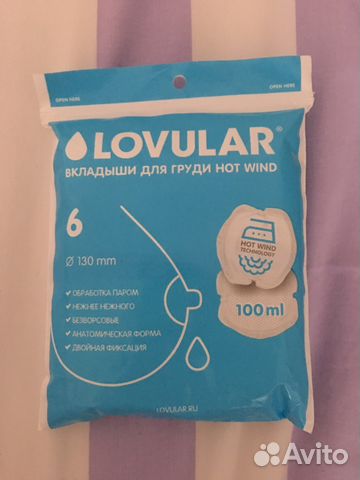 OPEN HERE
OPEN HERE
LOVULAR®
ВКЛАДЫШИ ДЛЯ ГРУДИ HOT WIND
6
Ø 130 mm
HOT WIND
TECHNOLOGY
100 ml
✓ОБРАБОТКА ПАРОМ
✓НЕЖНЕЕ НЕЖНОГО
✓БЕЗВОРСОВЫЕ
✓АНАТОМИЧЕСКАЯ ФОРМА
✓ДВОЙНАЯ ФИКСАЦИЯ
LOVULAR.RU
Avito